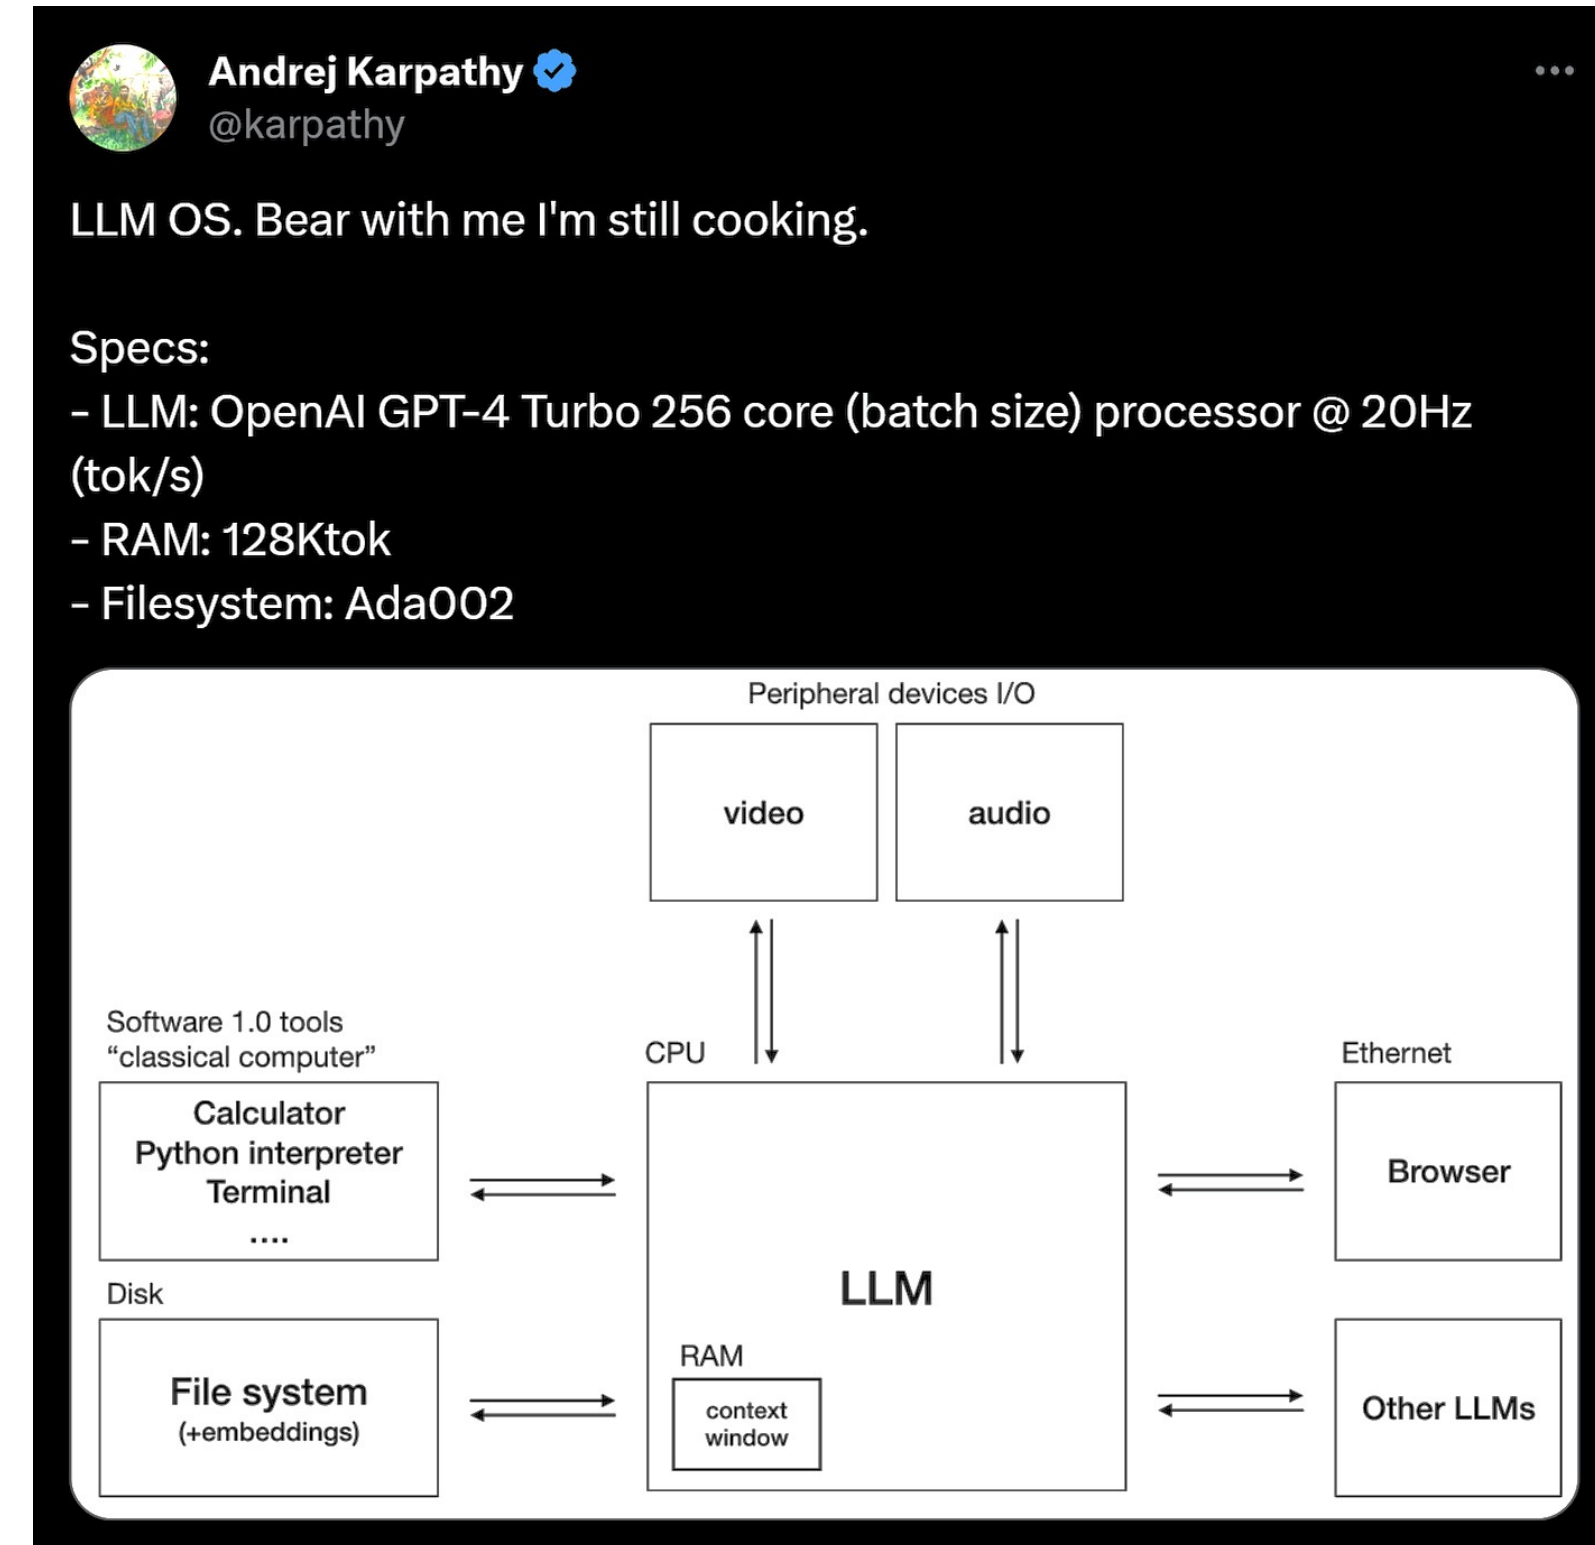 Andrej Karpathy
@karpathy
LLM OS. Bear with me I'm still cooking.
Specs:
- LLM: OpenAI GPT-4 Turbo 256 core (batch size) processor @ 20Hz
(tok/s)
- RAM: 128Ktok
- Filesystem: Ada002
Peripheral devices I/O
video
audio
Software 1.0 tools
“classical computer”
Calculator
Python interpreter
Terminal
....
CPU
Ethernet
Browser
LLM
Disk
File system
(+embeddings)
RAM
context
window
Other LLMs